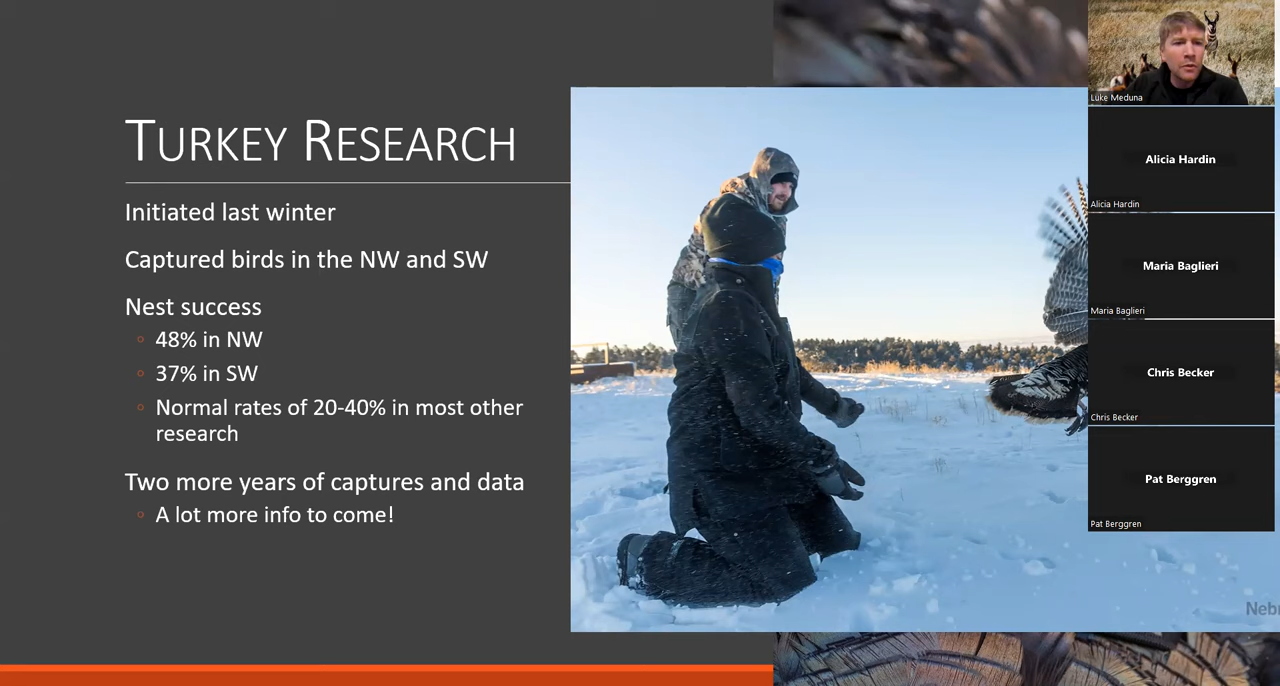 TURKEY RESEARCH
Initiated last winter
Captured birds in the NW and SW
Nest success
48% in NW
37% in SW
Normal rates of 20-40% in most other
research
Two more years of captures and data
A lot more info to come!
Luke Meduna
Alicia Hardin
Alicia Hardin
Maria Baglieri
Maria Baglieri
Chris Becker
Chris Becker
Pat Berggren
Pat Berggren